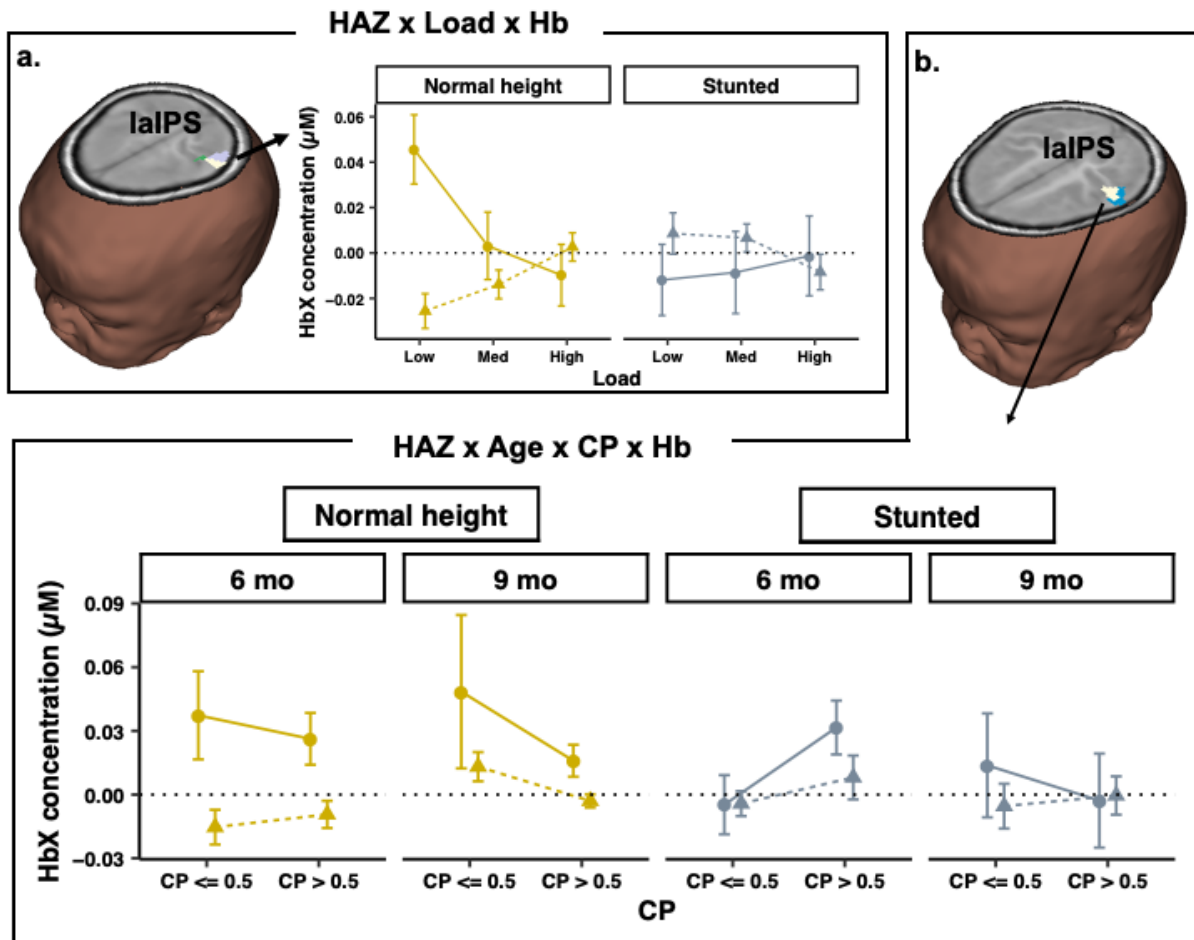 HAZ x Load x Hb
a.
laIPS
Normal height
Stunted
HbX concentration (µM)
0.06
0.04
0.02
0.00
−0.02
Low
Med
High
Low
Med
High
Load
b.
laIPS
HAZ x Age x CP x Hb
Normal height
Stunted
6 mo
9 mo
6 mo
9 mo
HbX concentration (µM)
0.09
0.06
0.03
0.00
−0.03
CP <= 0.5
CP > 0.5
CP <= 0.5
CP > 0.5
CP <= 0.5
CP > 0.5
CP <= 0.5
CP > 0.5
CP